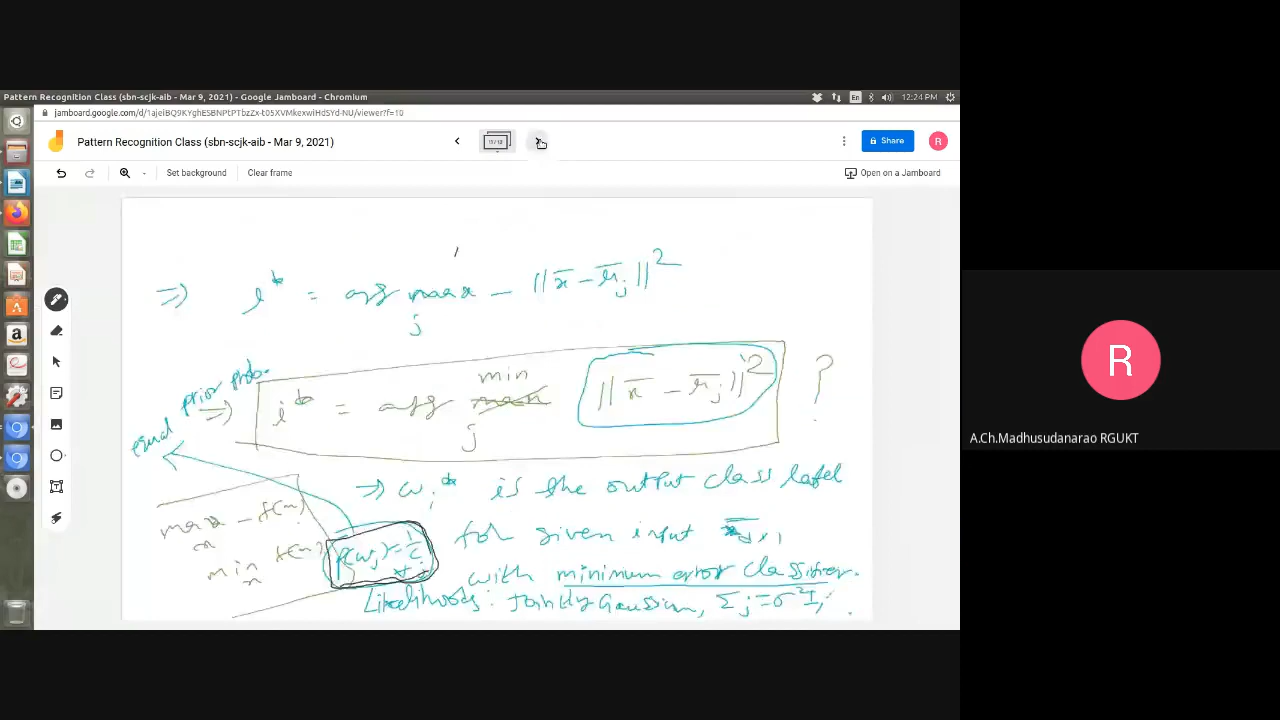 Pattern Recognition Class (sbn-scjk-aib - Mar 9, 2021) - Google Jamboard - Chromium
En
12:24 PM
Pattern Recognition Class (sbn-scjk-aib - Mar 9, 2021)
Share
R
Set background
Clear frame
Open on a Jamboard
⇒ i* = arg max - ||x̄ - μ̄j||²
j
equal prior prob.
⇒ i* = arg min ||x̄ - μ̄j||² ?
j
⇒ ωi* is the output class label
max - f(x)
x
min f(x)
x
p(ωj) = 1/c ∀j
for given input
with minimum error classifier.
Likelihoods: Jointly Gaussian, Σj = σ²I,
R
A.Ch.Madhusudanarao RGUKT